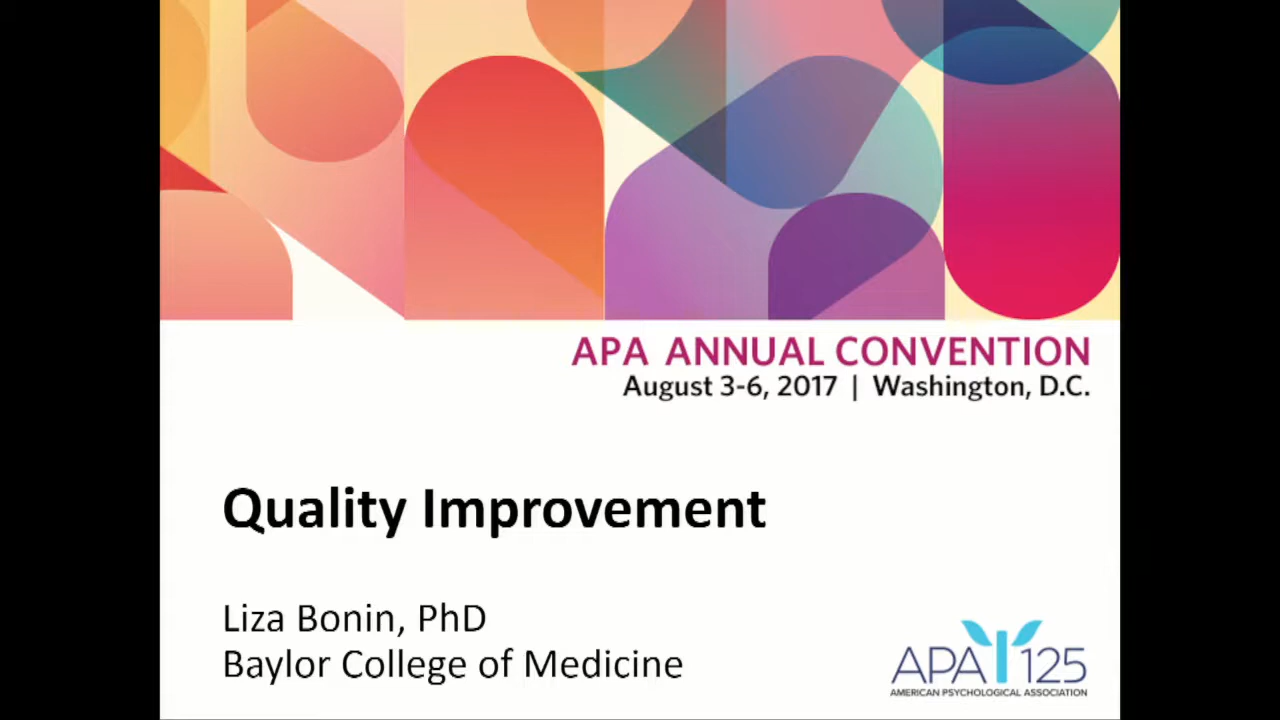 APA ANNUAL CONVENTION
August 3-6, 2017 | Washington, D.C.
Quality Improvement
Liza Bonin, PhD
Baylor College of Medicine
APA 125
AMERICAN PSYCHOLOGICAL ASSOCIATION